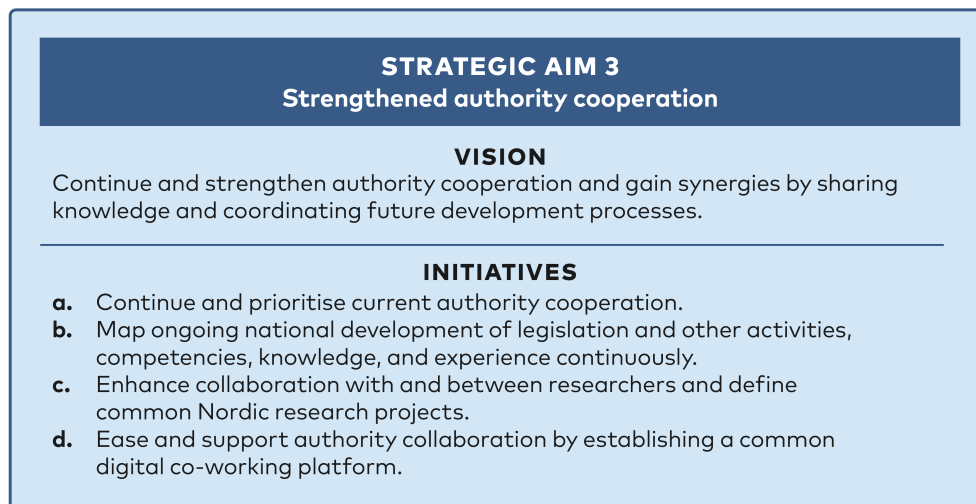 STRATEGIC AIM 3
Strengthened authority cooperation
VISION
Continue and strengthen authority cooperation and gain synergies by sharing
knowledge and coordinating future development processes.
INITIATIVES
a. Continue and prioritise current authority cooperation.
b. Map ongoing national development of legislation and other activities,
competencies, knowledge, and experience continuously.
c. Enhance collaboration with and between researchers and define
common Nordic research projects.
d. Ease and support authority collaboration by establishing a common
digital co-working platform.